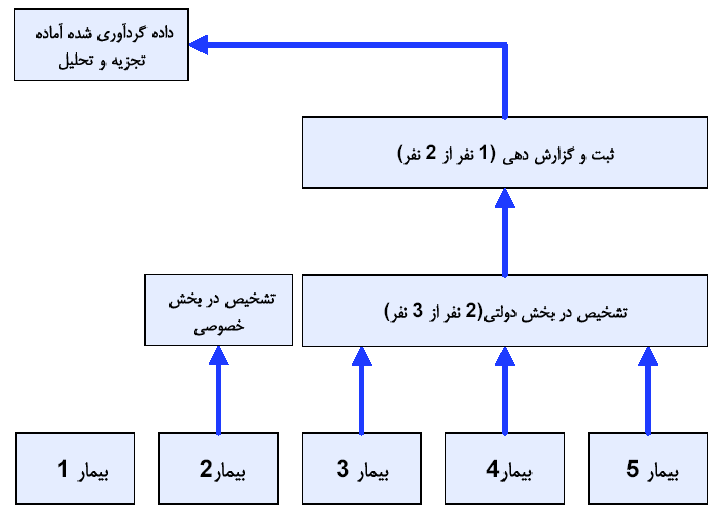 داده گردآوری شده آماده
تجزیه و تحلیل
ثبت و گزارش دهی (1 نفر از 2 نفر)
تشخیص در بخش
خصوصی
تشخیص در بخش دولتی(2 نفر از 3 نفر)
بیمار 1
بیمار2
بیمار 3
بیمار4
بیمار 5